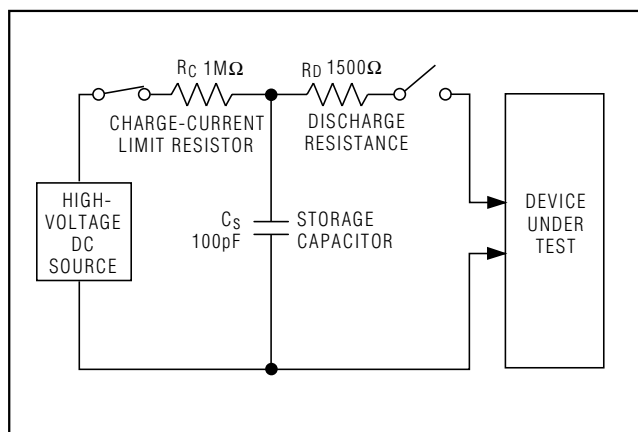 RC 1MΩ
CHARGE-CURRENT
LIMIT RESISTOR
RD 1500Ω
DISCHARGE
RESISTANCE
HIGH-
VOLTAGE
DC
SOURCE
CS
100pF
STORAGE
CAPACITOR
DEVICE
UNDER
TEST